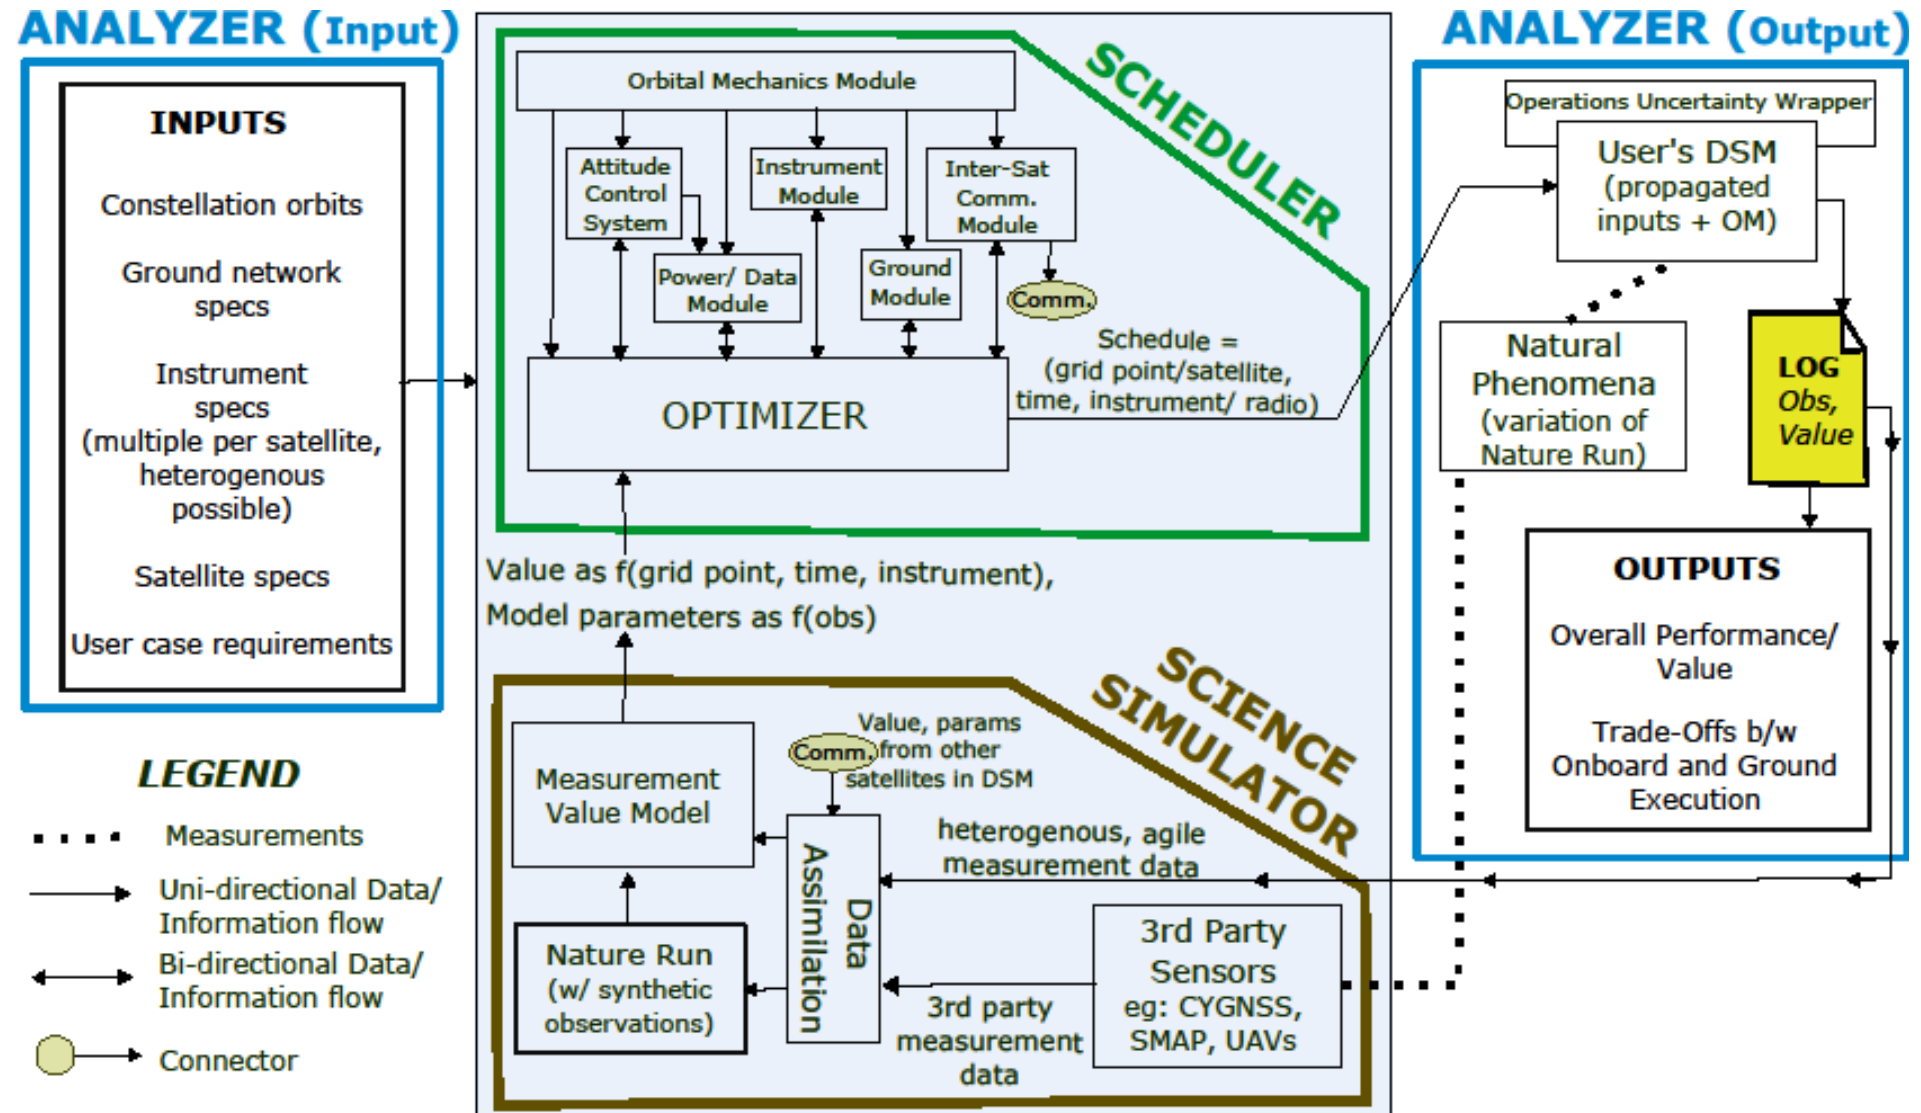 ANALYZER (Input)
INPUTS
Constellation orbits
Ground network
specs
Instrument
specs
(multiple per satellite,
heterogenous
possible)
Satellite specs
User case requirements
LEGEND
Measurements
Uni-directional Data/
Information flow
Bi-directional Data/
Information flow
Connector
SCHEDULER
Orbital Mechanics Module
Attitude
Control
System
Instrument
Module
Inter-Sat
Comm.
Module
Power/ Data
Module
Ground
Module
Comm.
OPTIMIZER
Schedule =
(grid point/satellite,
time, instrument/ radio)
Value as f(grid point, time, instrument),
Model parameters as f(obs)
SCIENCE
SIMULATOR
Measurement
Value Model
Comm.
Value, params
from other
satellites in DSM
Data
Assimilation
heterogenous, agile
measurement data
Nature Run
(w/ synthetic
observations)
3rd party
measurement
data
3rd Party
Sensors
eg: CYGNSS,
SMAP, UAVs
ANALYZER (Output)
Operations Uncertainty Wrapper
User's DSM
(propagated
inputs + OM)
Natural
Phenomena
(variation of
Nature Run)
LOG
Obs,
Value
OUTPUTS
Overall Performance/
Value
Trade-Offs b/w
Onboard and Ground
Execution